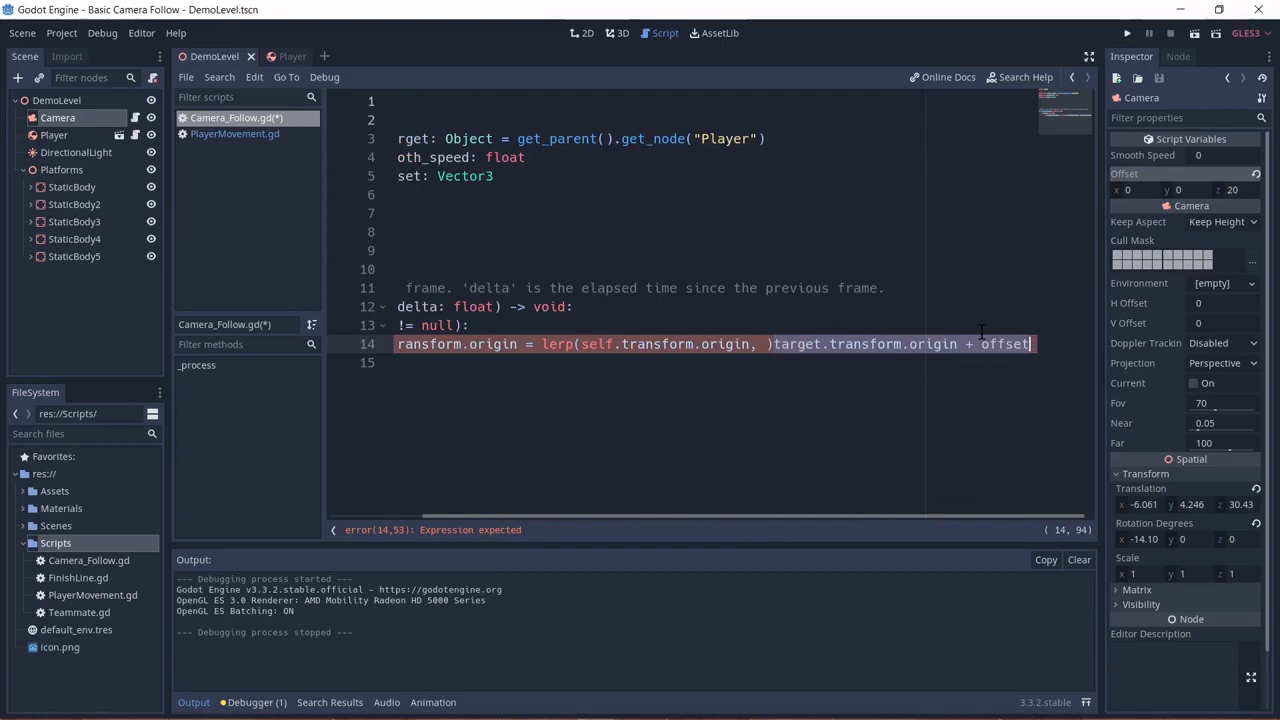 Godot Engine - Basic Camera Follow - DemoLevel.tscn
Scene Project Debug Editor Help
2D 3D Script AssetLib
GLES3
Scene Import
DemoLevel Player
Inspector Node
Filter nodes
File Search Edit Go To Debug
Online Docs Search Help
Filter scripts
Camera_Follow.gd(*)
PlayerMovement.gd
DemoLevel
Camera
Player
DirectionalLight
Platforms
StaticBody
StaticBody2
StaticBody3
StaticBody4
StaticBody5
1
2
3 rget: Object = get_parent().get_node("Player")
4 oth_speed: float
5 set: Vector3
6
7
8
9
10
11 frame. 'delta' is the elapsed time since the previous frame.
12 delta: float) -> void:
13 != null):
14 ransform.origin = lerp(self.transform.origin, )target.transform.origin + offset
15
Camera_Follow.gd(*)
Filter methods
_process
error(14,53): Expression expected
( 14, 94)
FileSystem
res://Scripts/
Search files
Favorites:
res://
Assets
Materials
Scenes
Scripts
Camera_Follow.gd
FinishLine.gd
PlayerMovement.gd
Teammate.gd
default_env.tres
icon.png
Output:
Copy Clear
--- Debugging process started ---
Godot Engine v3.3.2.stable.official - https://godotengine.org
OpenGL ES 3.0 Renderer: AMD Mobility Radeon HD 5000 Series
OpenGL ES Batching: ON
--- Debugging process stopped ---
Output Debugger (1) Search Results Audio Animation
3.3.2.stable
Camera
Filter properties
Script Variables
Smooth Speed 0
Offset
x 0 y 0 z 20
Camera
Keep Aspect Keep Height
Cull Mask
...
Environment [empty]
H Offset 0
V Offset 0
Doppler Trackin Disabled
Projection Perspective
Current On
Fov 70
Near 0.05
Far 100
Spatial
Transform
Translation
x -6.061 y 4.246 z 30.43
Rotation Degrees
x -14.10 y 0 z 0
Scale
x 1 y 1 z 1
Matrix
Visibility
Node
Editor Description